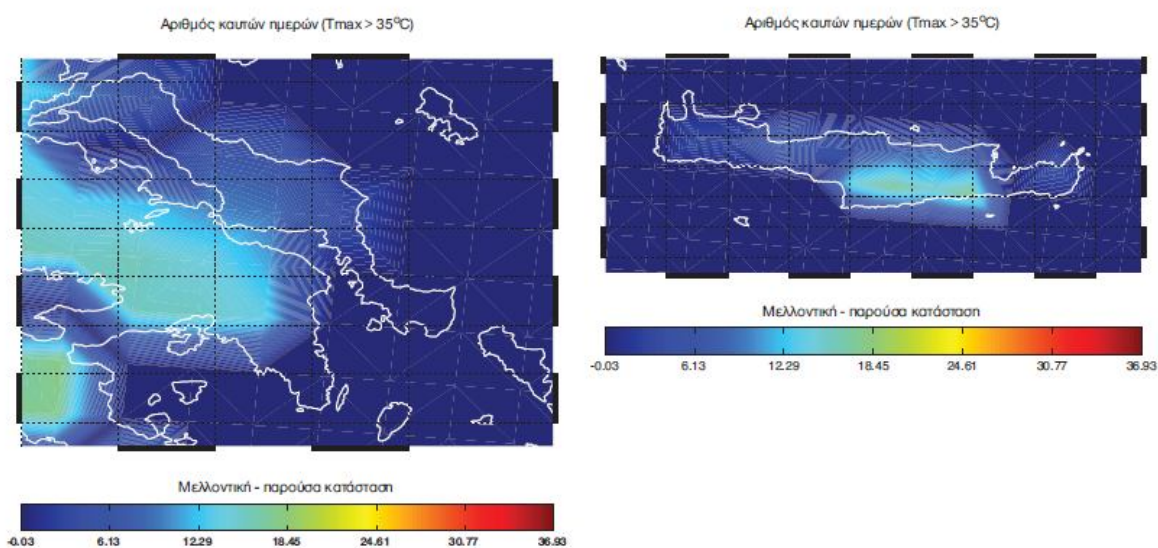 Αριθμός καυτών ημερών (Tmax > 35°C)
Μελλοντική - παρούσα κατάσταση
-0.03 6.13 12.29 18.45 24.61 30.77 36.93
Αριθμός καυτών ημερών (Tmax > 35°C)
Μελλοντική - παρούσα κατάσταση
-0.03 6.13 12.29 18.45 24.61 30.77 36.93